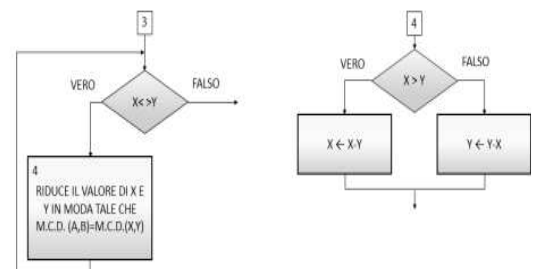 3
VERO
FALSO
X< >Y
4
RIDUCE IL VALORE DI X E
Y IN MODA TALE CHE
M.C.D. (A,B)=M.C.D.(X,Y)
4
VERO
FALSO
X > Y
X ← X-Y
Y ← Y-X